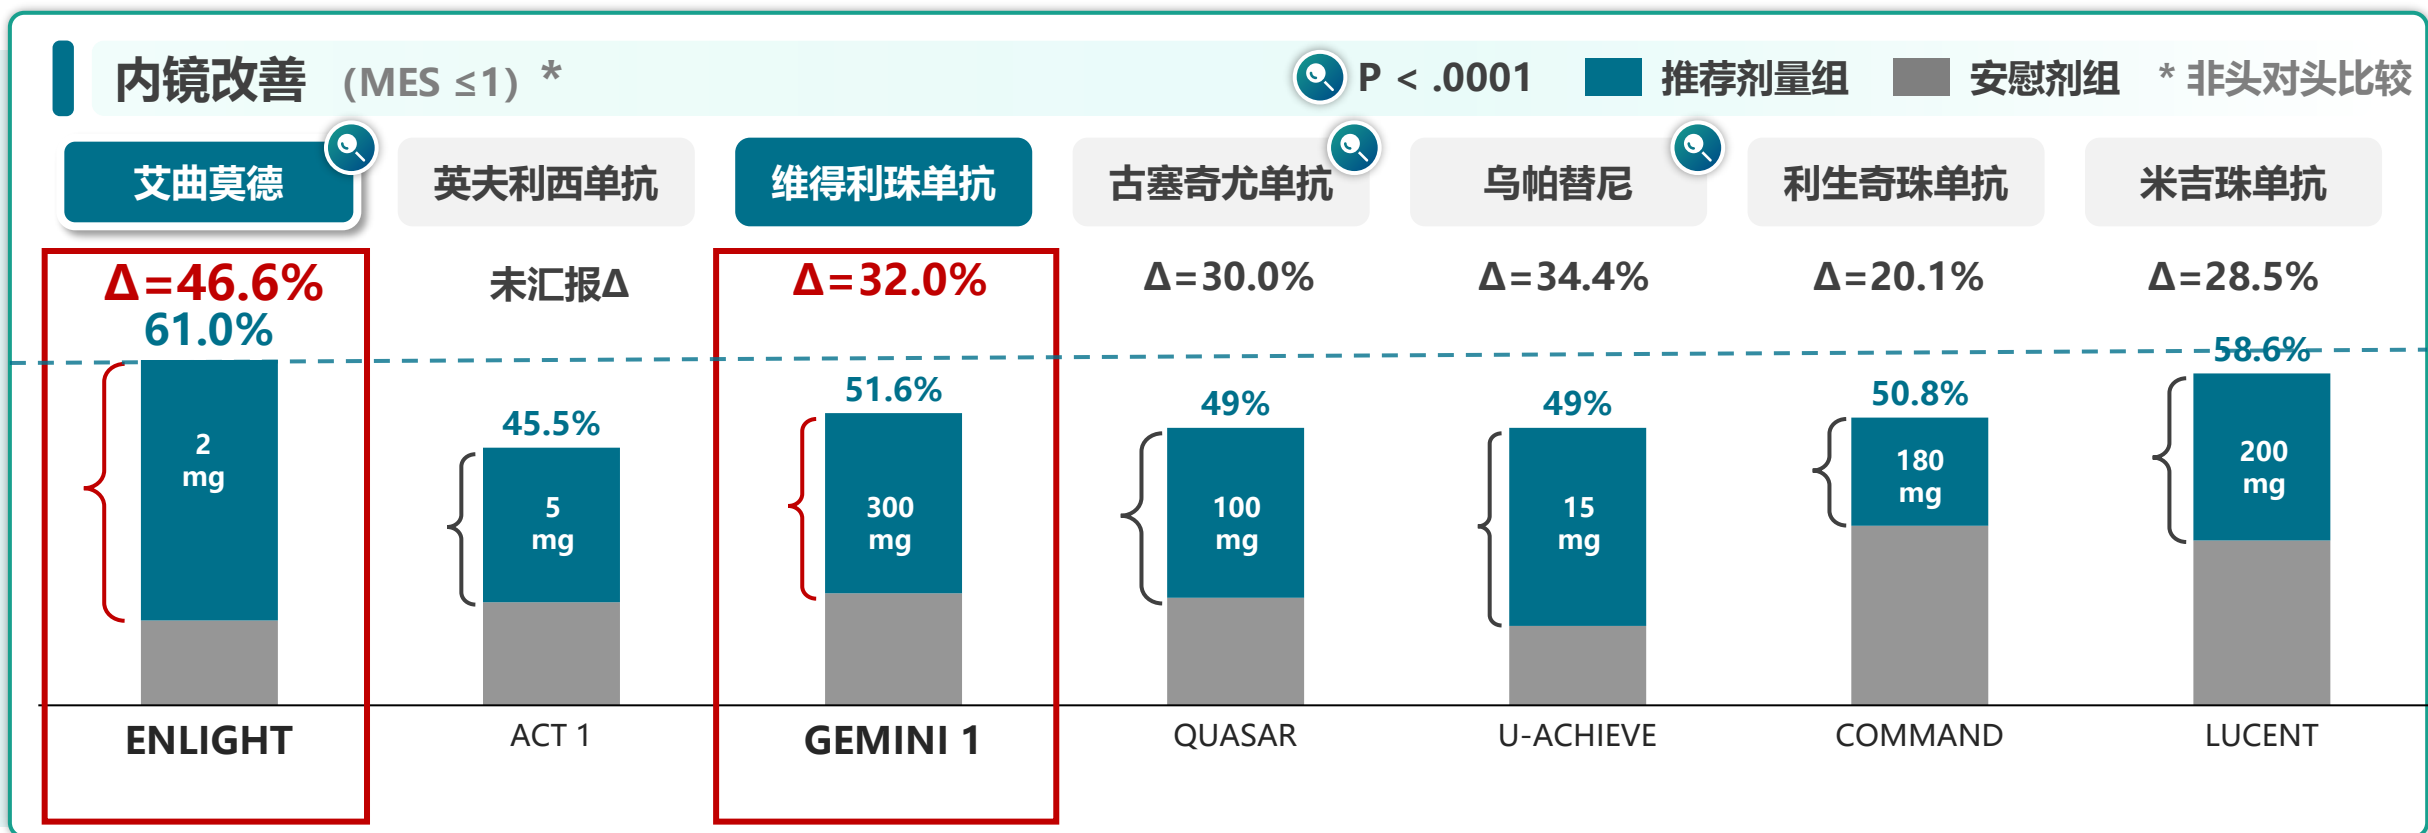 内镜改善 (MES ≤1) *
P < .0001 推荐剂量组 安慰剂组 * 非头对头比较
艾曲莫德 英夫利西单抗 维得利珠单抗 古塞奇尤单抗 乌帕替尼 利生奇珠单抗 米吉珠单抗
Δ=46.6% 未汇报Δ Δ=32.0% Δ=30.0% Δ=34.4% Δ=20.1% Δ=28.5%
61.0% 45.5% 51.6% 49% 49% 50.8% 58.6%
2 5 300 100 15 180 200
mg mg mg mg mg mg mg
ENLIGHT ACT 1 GEMINI 1 QUASAR U-ACHIEVE COMMAND LUCENT